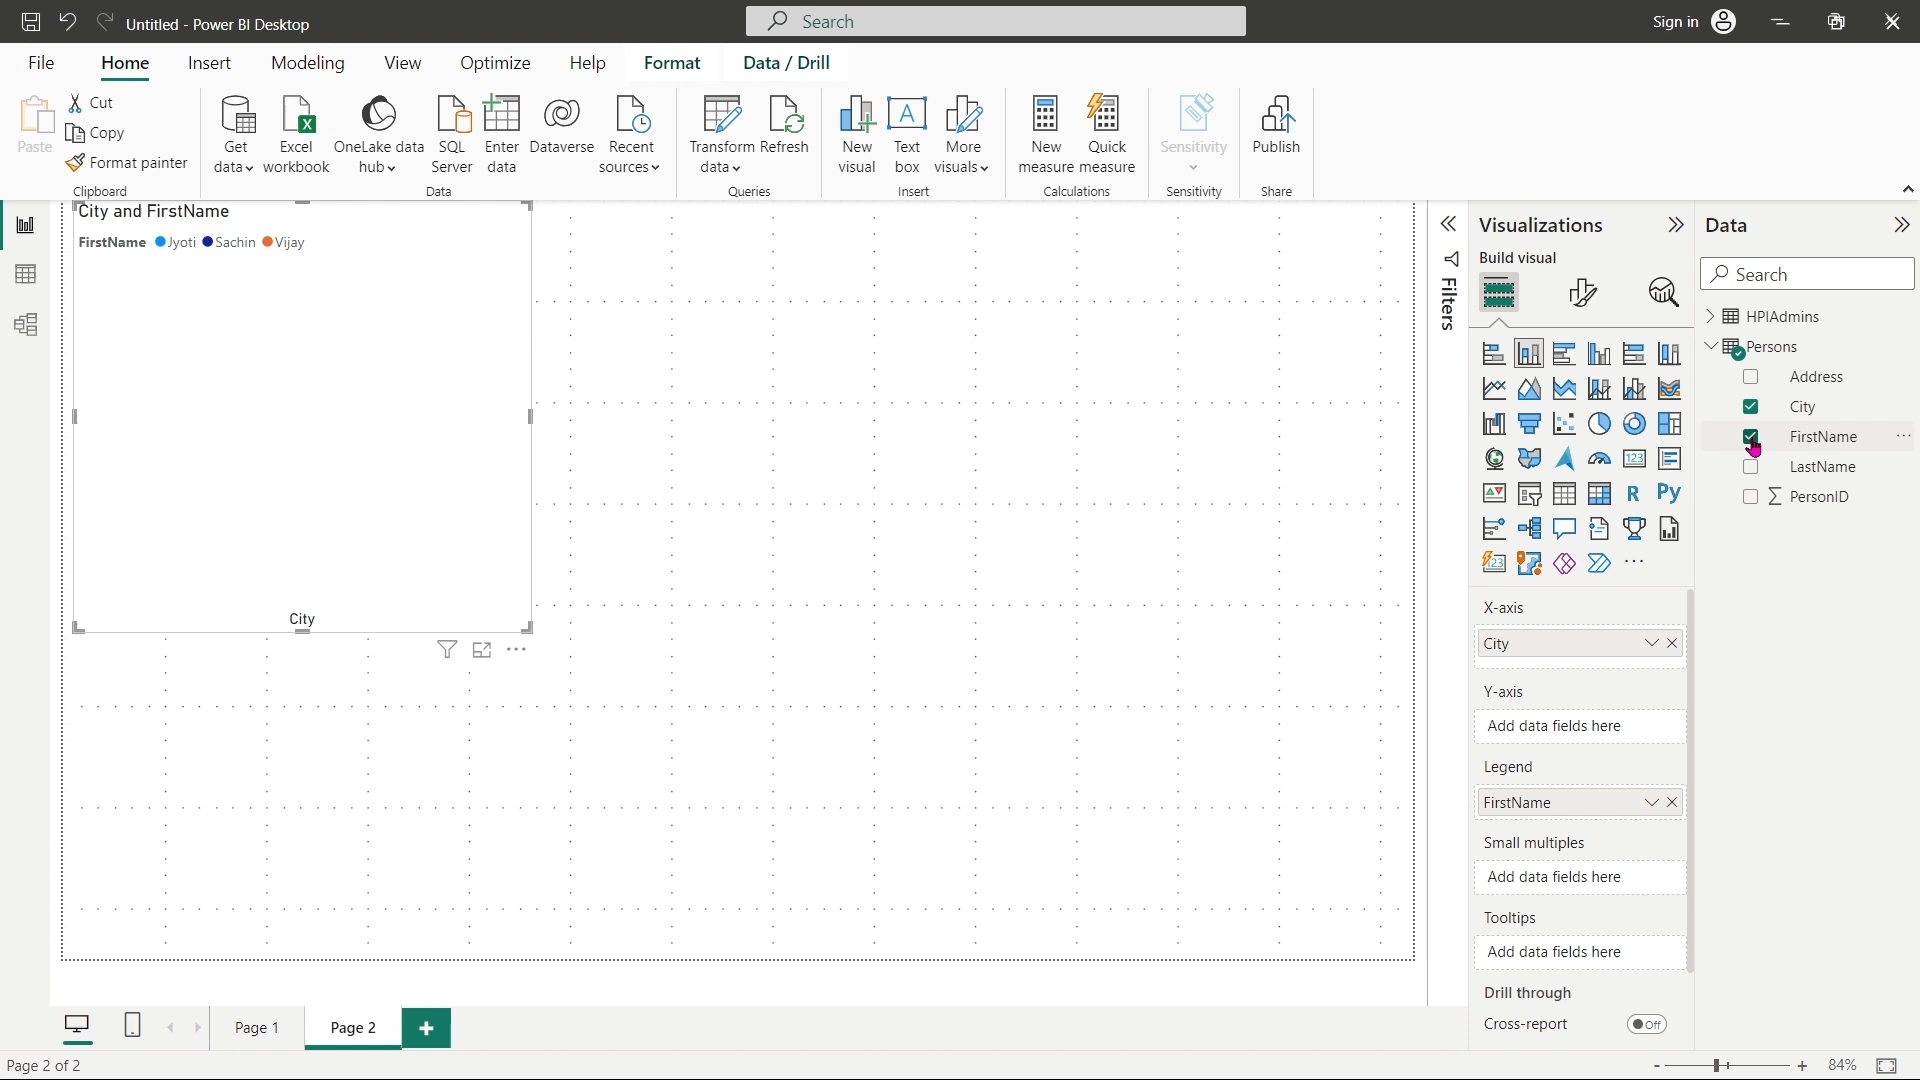 Untitled - Power BI Desktop
Search
Sign in
File
Home
Insert
Modeling
View
Optimize
Help
Format
Data / Drill
Paste
Cut
Copy
Format painter
Clipboard
Get
data
Excel
workbook
OneLake data
hub
SQL
Server
Enter
data
Dataverse
Recent
sources
Data
Transform
data
Refresh
Queries
New
visual
A
Text
box
More
visuals
Insert
New
measure
Quick
measure
Calculations
Sensitivity
Sensitivity
Publish
Share
City and FirstName
FirstName Jyoti Sachin Vijay
City
Filters
Visualizations
Build visual
123
R
Py
123
X-axis
City
Y-axis
Add data fields here
Legend
FirstName
Small multiples
Add data fields here
Tooltips
Add data fields here
Drill through
Cross-report
Off
Data
Search
HPIAdmins
Persons
Address
City
FirstName
LastName
∑ PersonID
Page 1
Page 2
+
Page 2 of 2
- + 84%